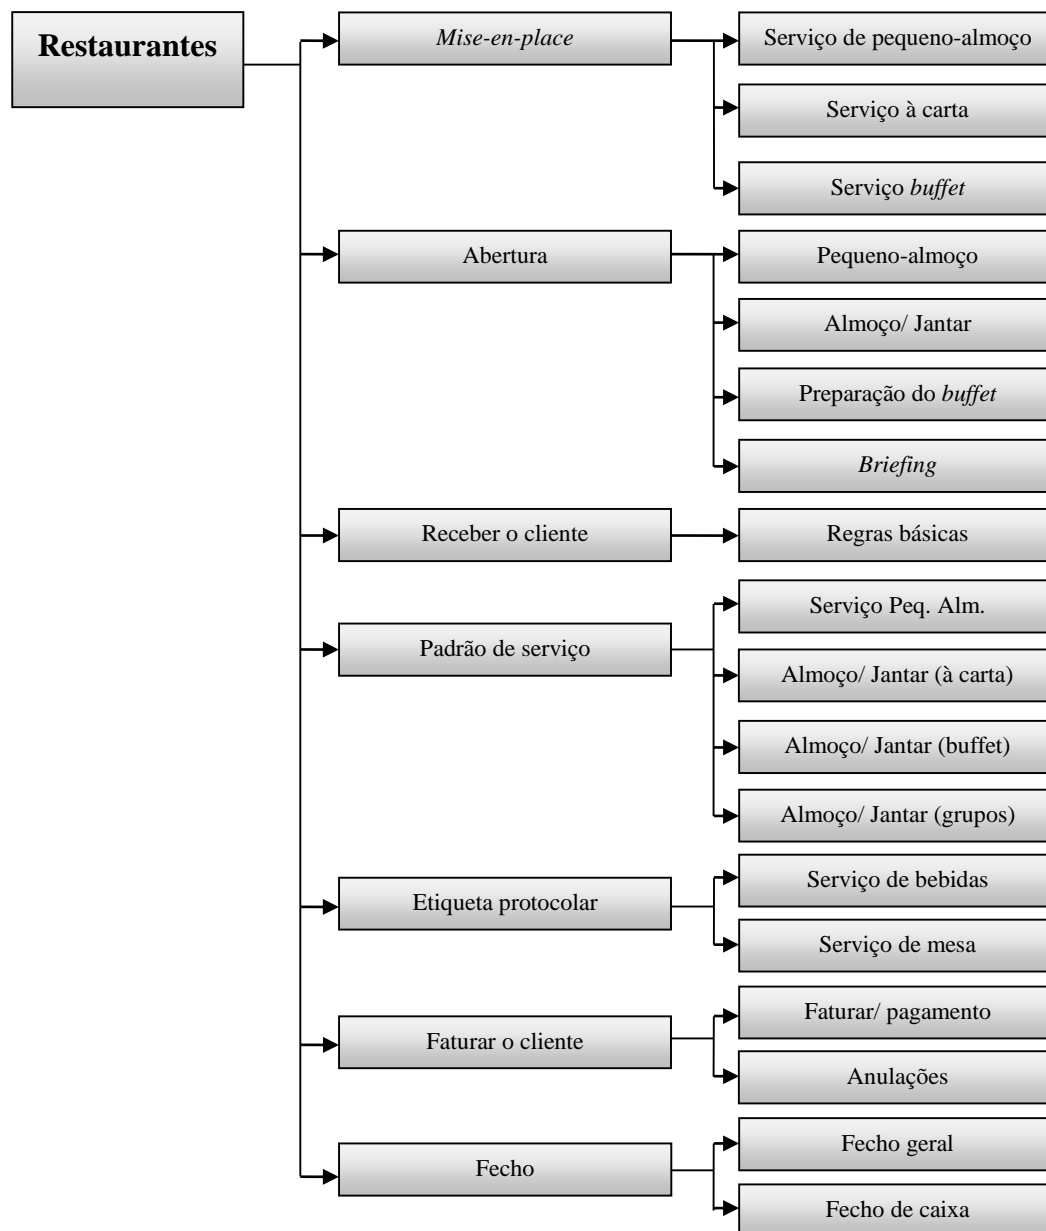 Restaurantes
Mise-en-place
Serviço de pequeno-almoço
Serviço à carta
Serviço buffet
Abertura
Pequeno-almoço
Almoço/ Jantar
Preparação do buffet
Briefing
Receber o cliente
Regras básicas
Padrão de serviço
Serviço Peq. Alm.
Almoço/ Jantar (à carta)
Almoço/ Jantar (buffet)
Almoço/ Jantar (grupos)
Etiqueta protocolar
Serviço de bebidas
Serviço de mesa
Faturar o cliente
Faturar/ pagamento
Anulações
Fecho
Fecho geral
Fecho de caixa